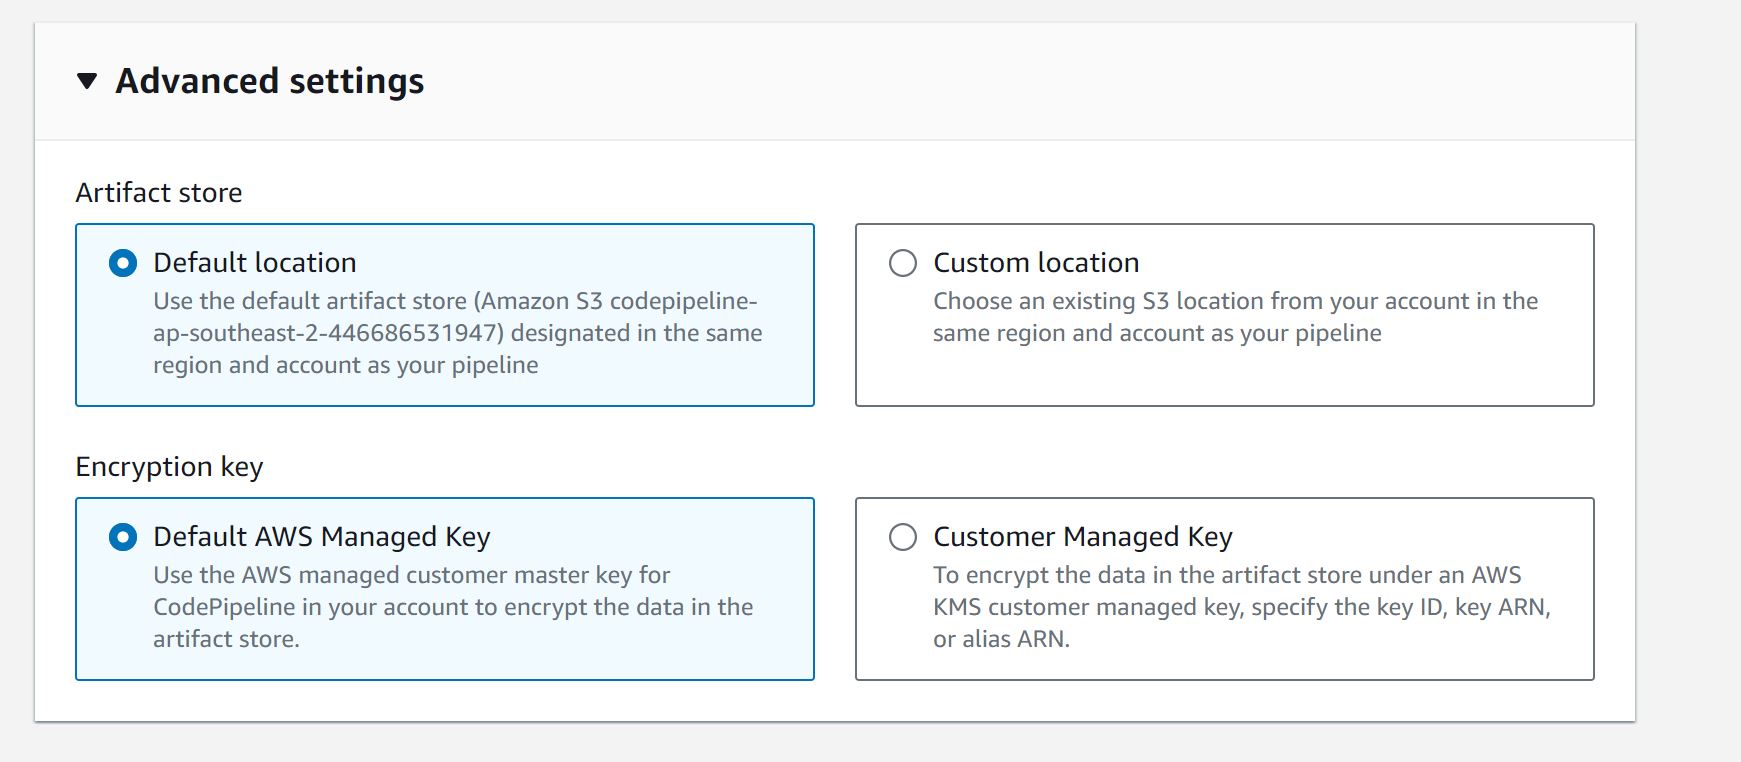 Advanced settings
Artifact store
Default location
Use the default artifact store (Amazon S3 codepipeline-
ap-southeast-2-446686531947) designated in the same
region and account as your pipeline
Custom location
Choose an existing S3 location from your account in the
same region and account as your pipeline
Encryption key
Default AWS Managed Key
Use the AWS managed customer master key for
CodePipeline in your account to encrypt the data in the
artifact store.
Customer Managed Key
To encrypt the data in the artifact store under an AWS
KMS customer managed key, specify the key ID, key ARN,
or alias ARN.